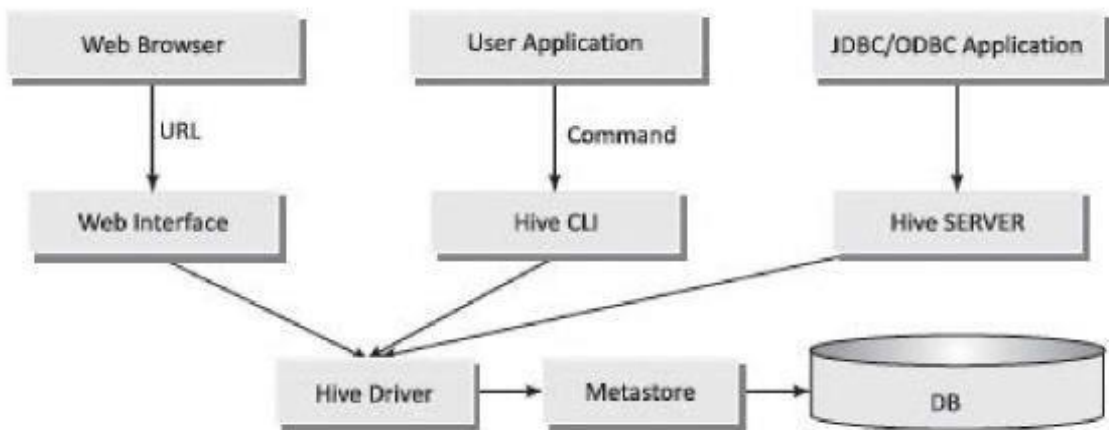 Web Browser
User Application
JDBC/ODBC Application
URL
Command
Web Interface
Hive CLI
Hive SERVER
Hive Driver
Metastore
DB